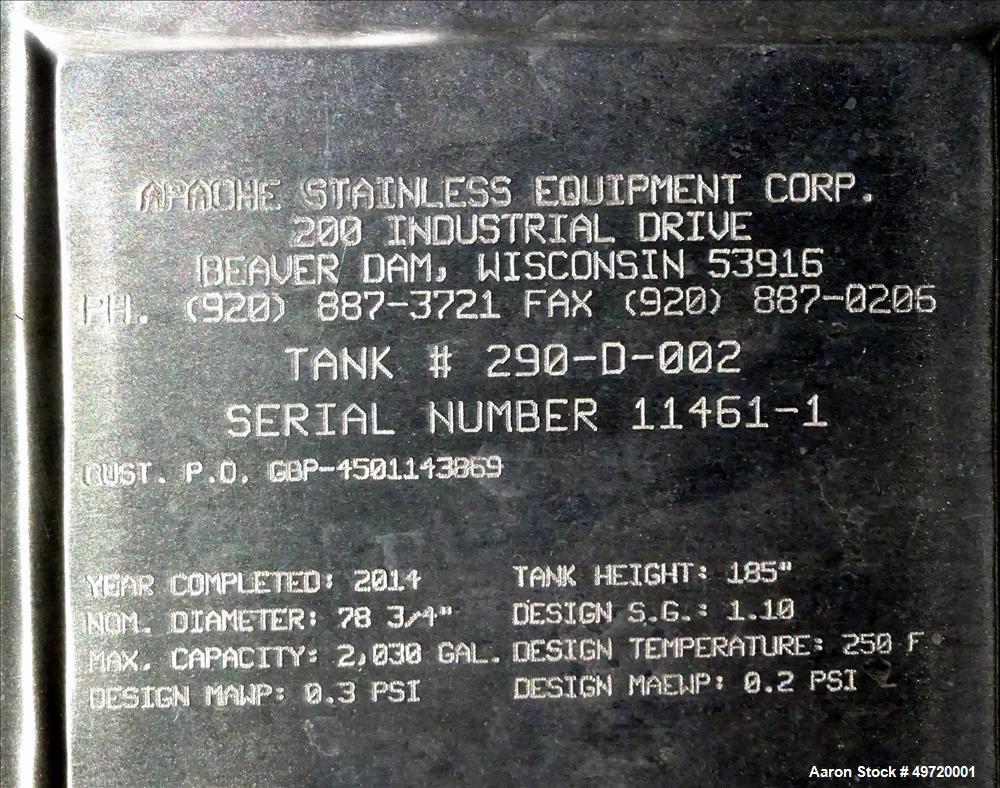 APACHE STAINLESS EQUIPMENT CORP.
200 INDUSTRIAL DRIVE
BEAVER DAM, WISCONSIN 53916
PH. (920) 887-3721 FAX (920) 887-0206
TANK # 290-D-002
SERIAL NUMBER 11461-1
CUST. P.O. GBP-4501143869
YEAR COMPLETED: 2014
NOM. DIAMETER: 78 3/4"
MAX. CAPACITY: 2,030 GAL.
DESIGN MAWP: 0.3 PSI
TANK HEIGHT: 185"
DESIGN S.G.: 1.10
DESIGN TEMPERATURE: 250 F
DESIGN MAEWP: 0.2 PSI
Aaron Stock # 49720001